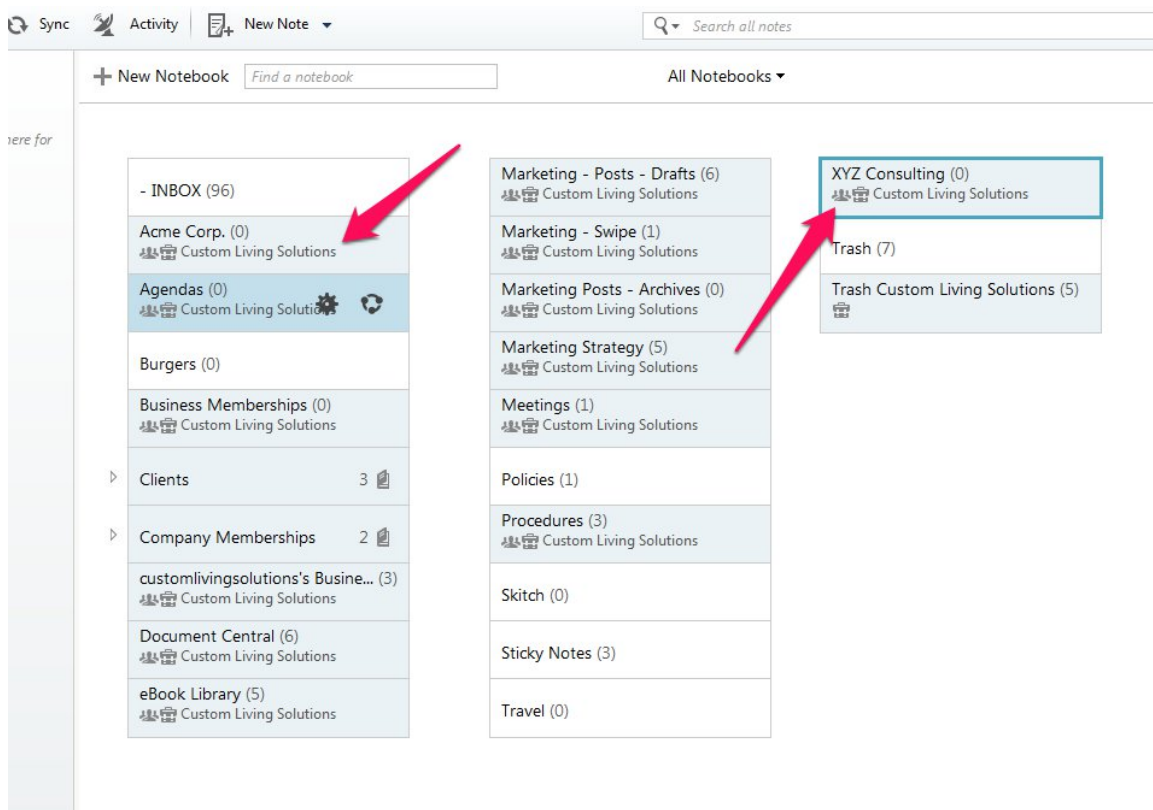 Sync Activity New Note Search all notes
New Notebook Find a notebook All Notebooks
here for
- INBOX (96)
Acme Corp. (0)
Custom Living Solutions
Agendas (0)
Custom Living Solutions
Burgers (0)
Business Memberships (0)
Custom Living Solutions
Clients 3
Company Memberships 2
customlivingsolutions's Busine... (3)
Custom Living Solutions
Document Central (6)
Custom Living Solutions
eBook Library (5)
Custom Living Solutions
Marketing - Posts - Drafts (6)
Custom Living Solutions
Marketing - Swipe (1)
Custom Living Solutions
Marketing Posts - Archives (0)
Custom Living Solutions
Marketing Strategy (5)
Custom Living Solutions
Meetings (1)
Custom Living Solutions
Policies (1)
Procedures (3)
Custom Living Solutions
Skitch (0)
Sticky Notes (3)
Travel (0)
XYZ Consulting (0)
Custom Living Solutions
Trash (7)
Trash Custom Living Solutions (5)